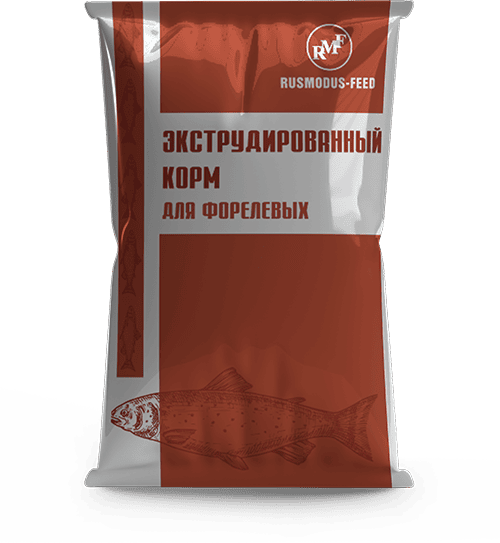 RMF
RUSMODUS-FEED
ЭКСТРУДИРОВАННЫЙ
КОРМ
ДЛЯ ФОРЕЛЕВЫХ